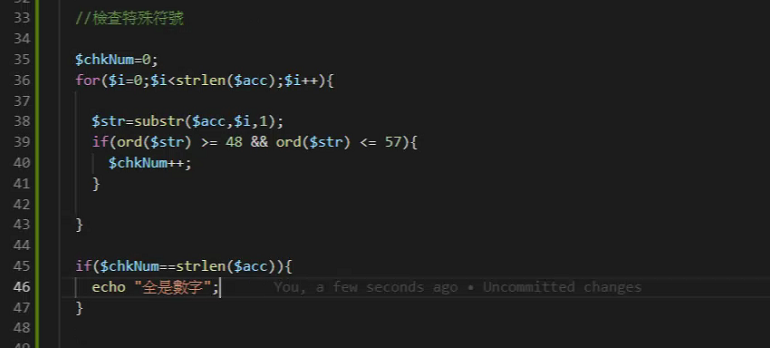 33 //檢查特殊符號
34
35 $chkNum=0;
36 for($i=0;$i<strlen($acc);$i++){
37
38 $str=substr($acc,$i,1);
39 if(ord($str) >= 48 && ord($str) <= 57){
40 $chkNum++;
41 }
42
43 }
44
45 if($chkNum==strlen($acc)){
46 echo "全是數字"; You, a few seconds ago • Uncommitted changes
47 }
48